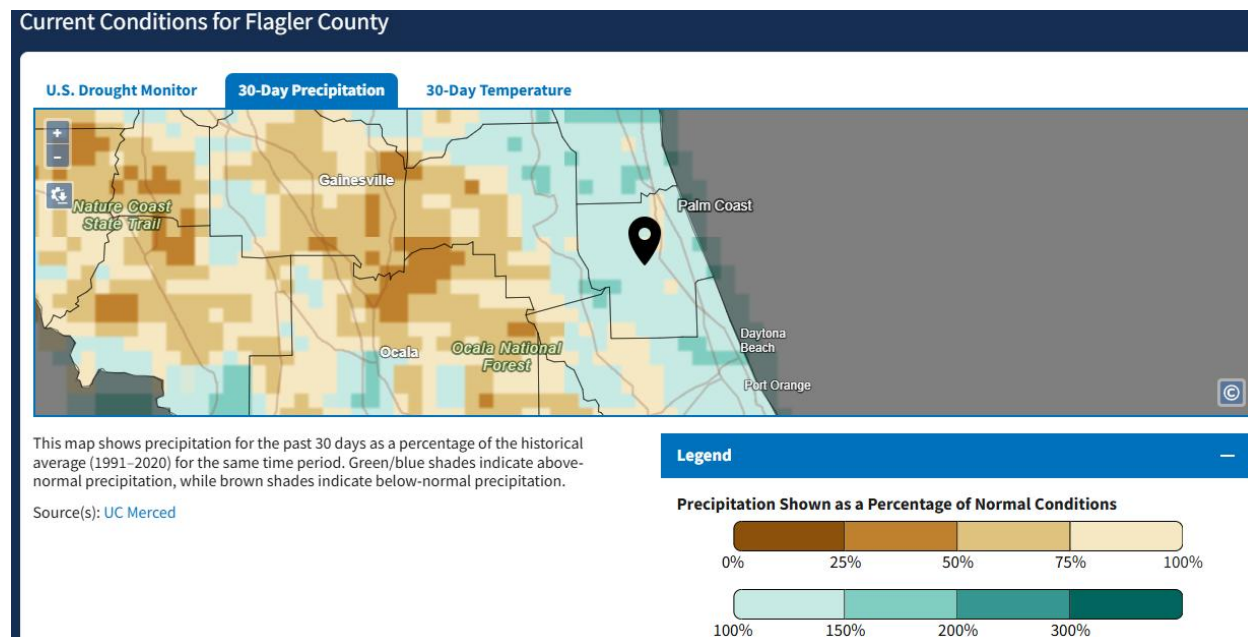 Current Conditions for Flagler County
U.S. Drought Monitor
30-Day Precipitation
30-Day Temperature
+
−
Gainesville
Nature Coast
State Trail
Palm Coast
Ocala
Ocala National
Forest
Daytona
Beach
Port Orange
©
This map shows precipitation for the past 30 days as a percentage of the historical
average (1991–2020) for the same time period. Green/blue shades indicate above-
normal precipitation, while brown shades indicate below-normal precipitation.
Source(s): UC Merced
Legend
Precipitation Shown as a Percentage of Normal Conditions
0% 25% 50% 75% 100%
100% 150% 200% 300%